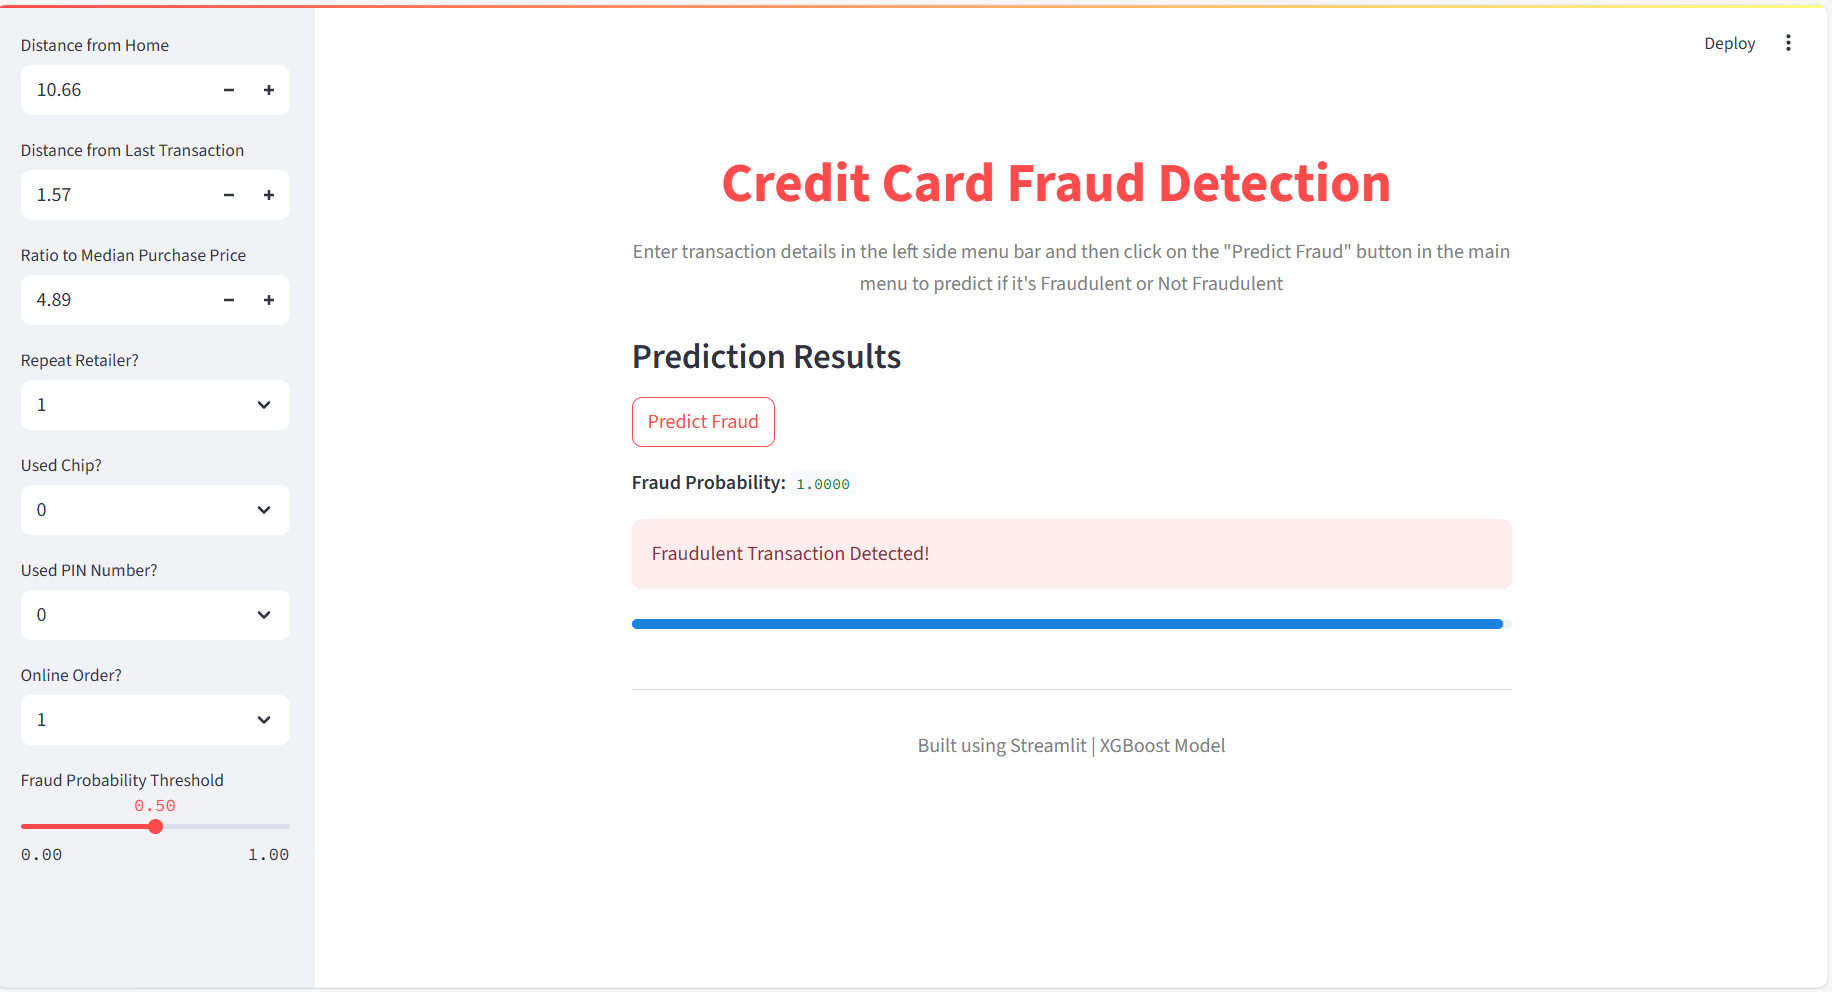 Distance from Home
10.66
Distance from Last Transaction
1.57
Ratio to Median Purchase Price
4.89
Repeat Retailer?
1
Used Chip?
0
Used PIN Number?
0
Online Order?
1
Fraud Probability Threshold
0.50
0.00 1.00
Deploy
Credit Card Fraud Detection
Enter transaction details in the left side menu bar and then click on the "Predict Fraud" button in the main
menu to predict if it's Fraudulent or Not Fraudulent
Prediction Results
Predict Fraud
Fraud Probability: 1.0000
Fraudulent Transaction Detected!
Built using Streamlit | XGBoost Model